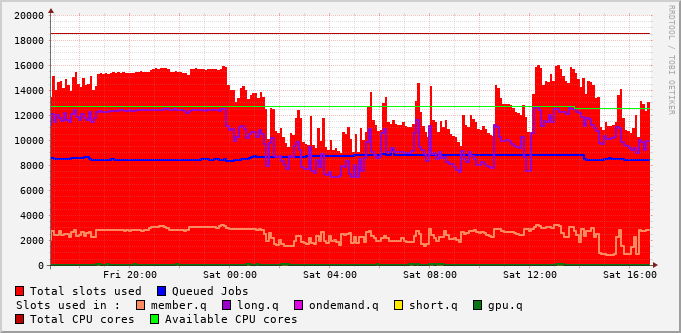 RRDTOOL / TOBI OETIKER
20000
18000
16000
14000
12000
10000
8000
6000
4000
2000
0
Fri 20:00 Sat 00:00 Sat 04:00 Sat 08:00 Sat 12:00 Sat 16:00
Total slots used Queued Jobs
Slots used in : member.q long.q ondemand.q short.q gpu.q
Total CPU cores Available CPU cores